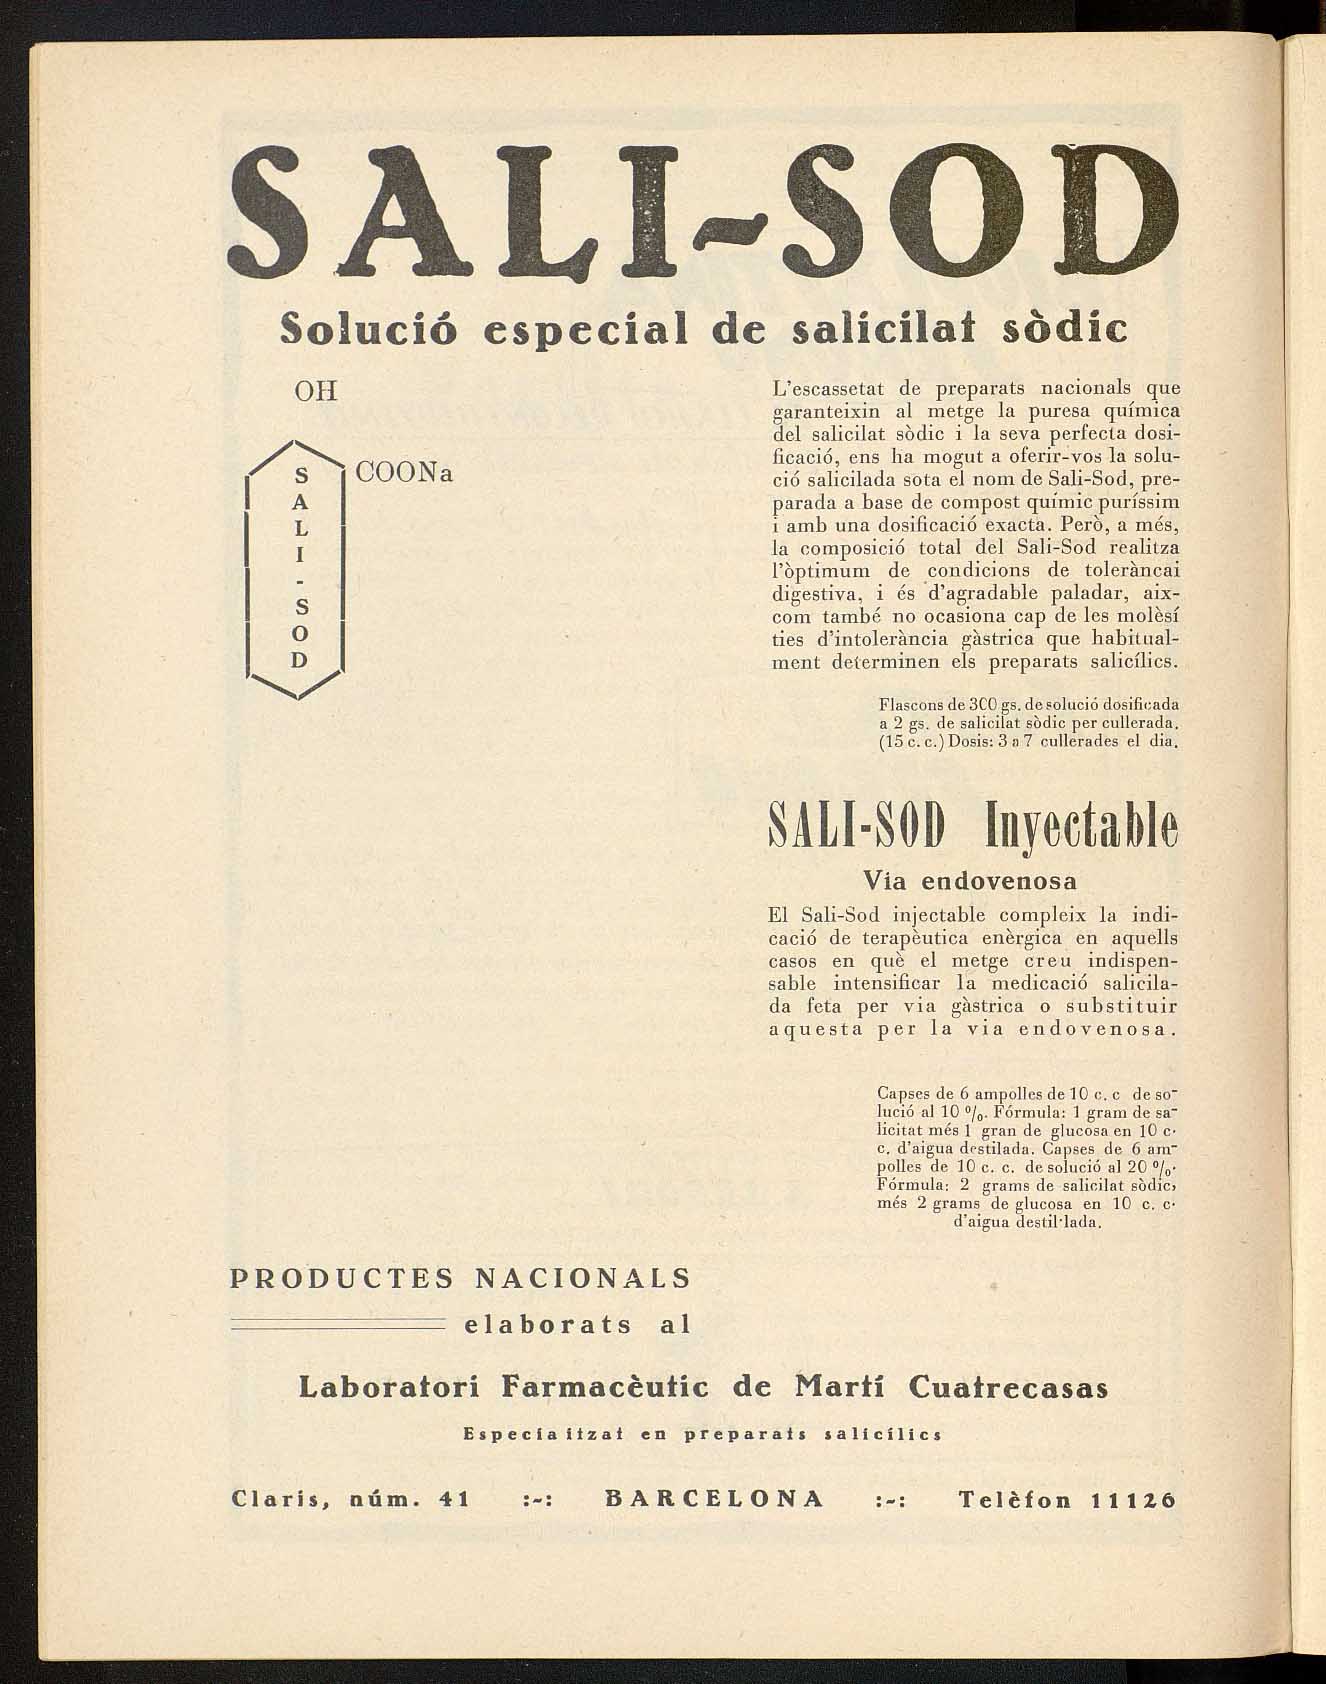 SALI-SOD
Solució especial de salicilat sòdic
OH
COONa
S
A
L
I
-
S
O
D
L'escassetat de preparats nacionals que
garanteixin al metge la puresa química
del salicilat sòdic i la seva perfecta dosi-
ficació, ens ha mogut a oferir-vos la solu-
ció salicilada sota el nom de Sali-Sod, pre-
parada a base de compost químic puríssim
i amb una dosificació exacta. Però, a més,
la composició total del Sali-Sod realitza
l'òptimum de condicions de toleràncai
digestiva, i és d'agradable paladar, aix-
com també no ocasiona cap de les molèsí
ties d'intolerància gàstrica que habitual-
ment determinen els preparats salicílics.
Flascons de 300 gs. de solució dosificada
a 2 gs. de salicilat sòdic per cullerada.
(15 c. c.) Dosis: 3 a 7 cullerades el dia.
SALI-SOD Inyectable
Via endovenosa
El Sali-Sod injectable compleix la indi-
cació de terapèutica enèrgica en aquells
casos en què el metge creu indispen-
sable intensificar la medicació salicila-
da feta per via gàstrica o substituir
aquesta per la via endovenosa.
Capses de 6 ampolles de 10 c. c de so-
lució al 10 %. Fórmula: 1 gram de sa-
licitat més 1 gran de glucosa en 10 c.
c. d'aigua destilada. Capses de 6 am-
polles de 10 c. c. de solució al 20 %.
Fórmula: 2 grams de salicilat sòdic,
més 2 grams de glucosa en 10 c. c.
d'aigua destil·lada.
PRODUCTES NACIONALS
elaborats al
Laboratori Farmacèutic de Martí Cuatrecasas
Especia itzat en preparats salicílics
Claris, núm. 41 :-: BARCELONA :-: Telèfon 11126